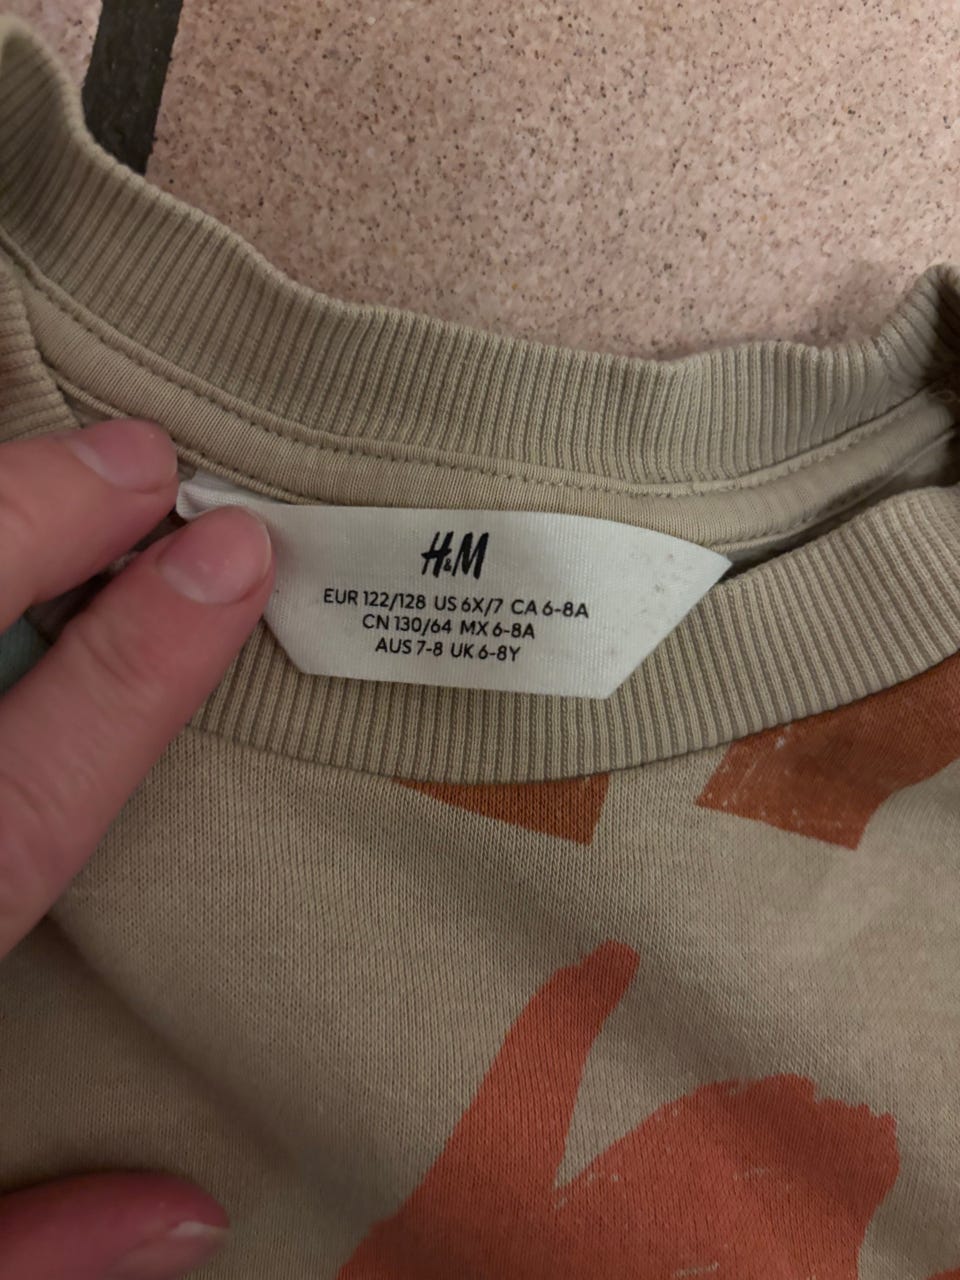 H&M
EUR 122/128 US 6X/7 CA 6-8A
CN 130/64 MX 6-8A
AUS 7-8 UK 6-8Y